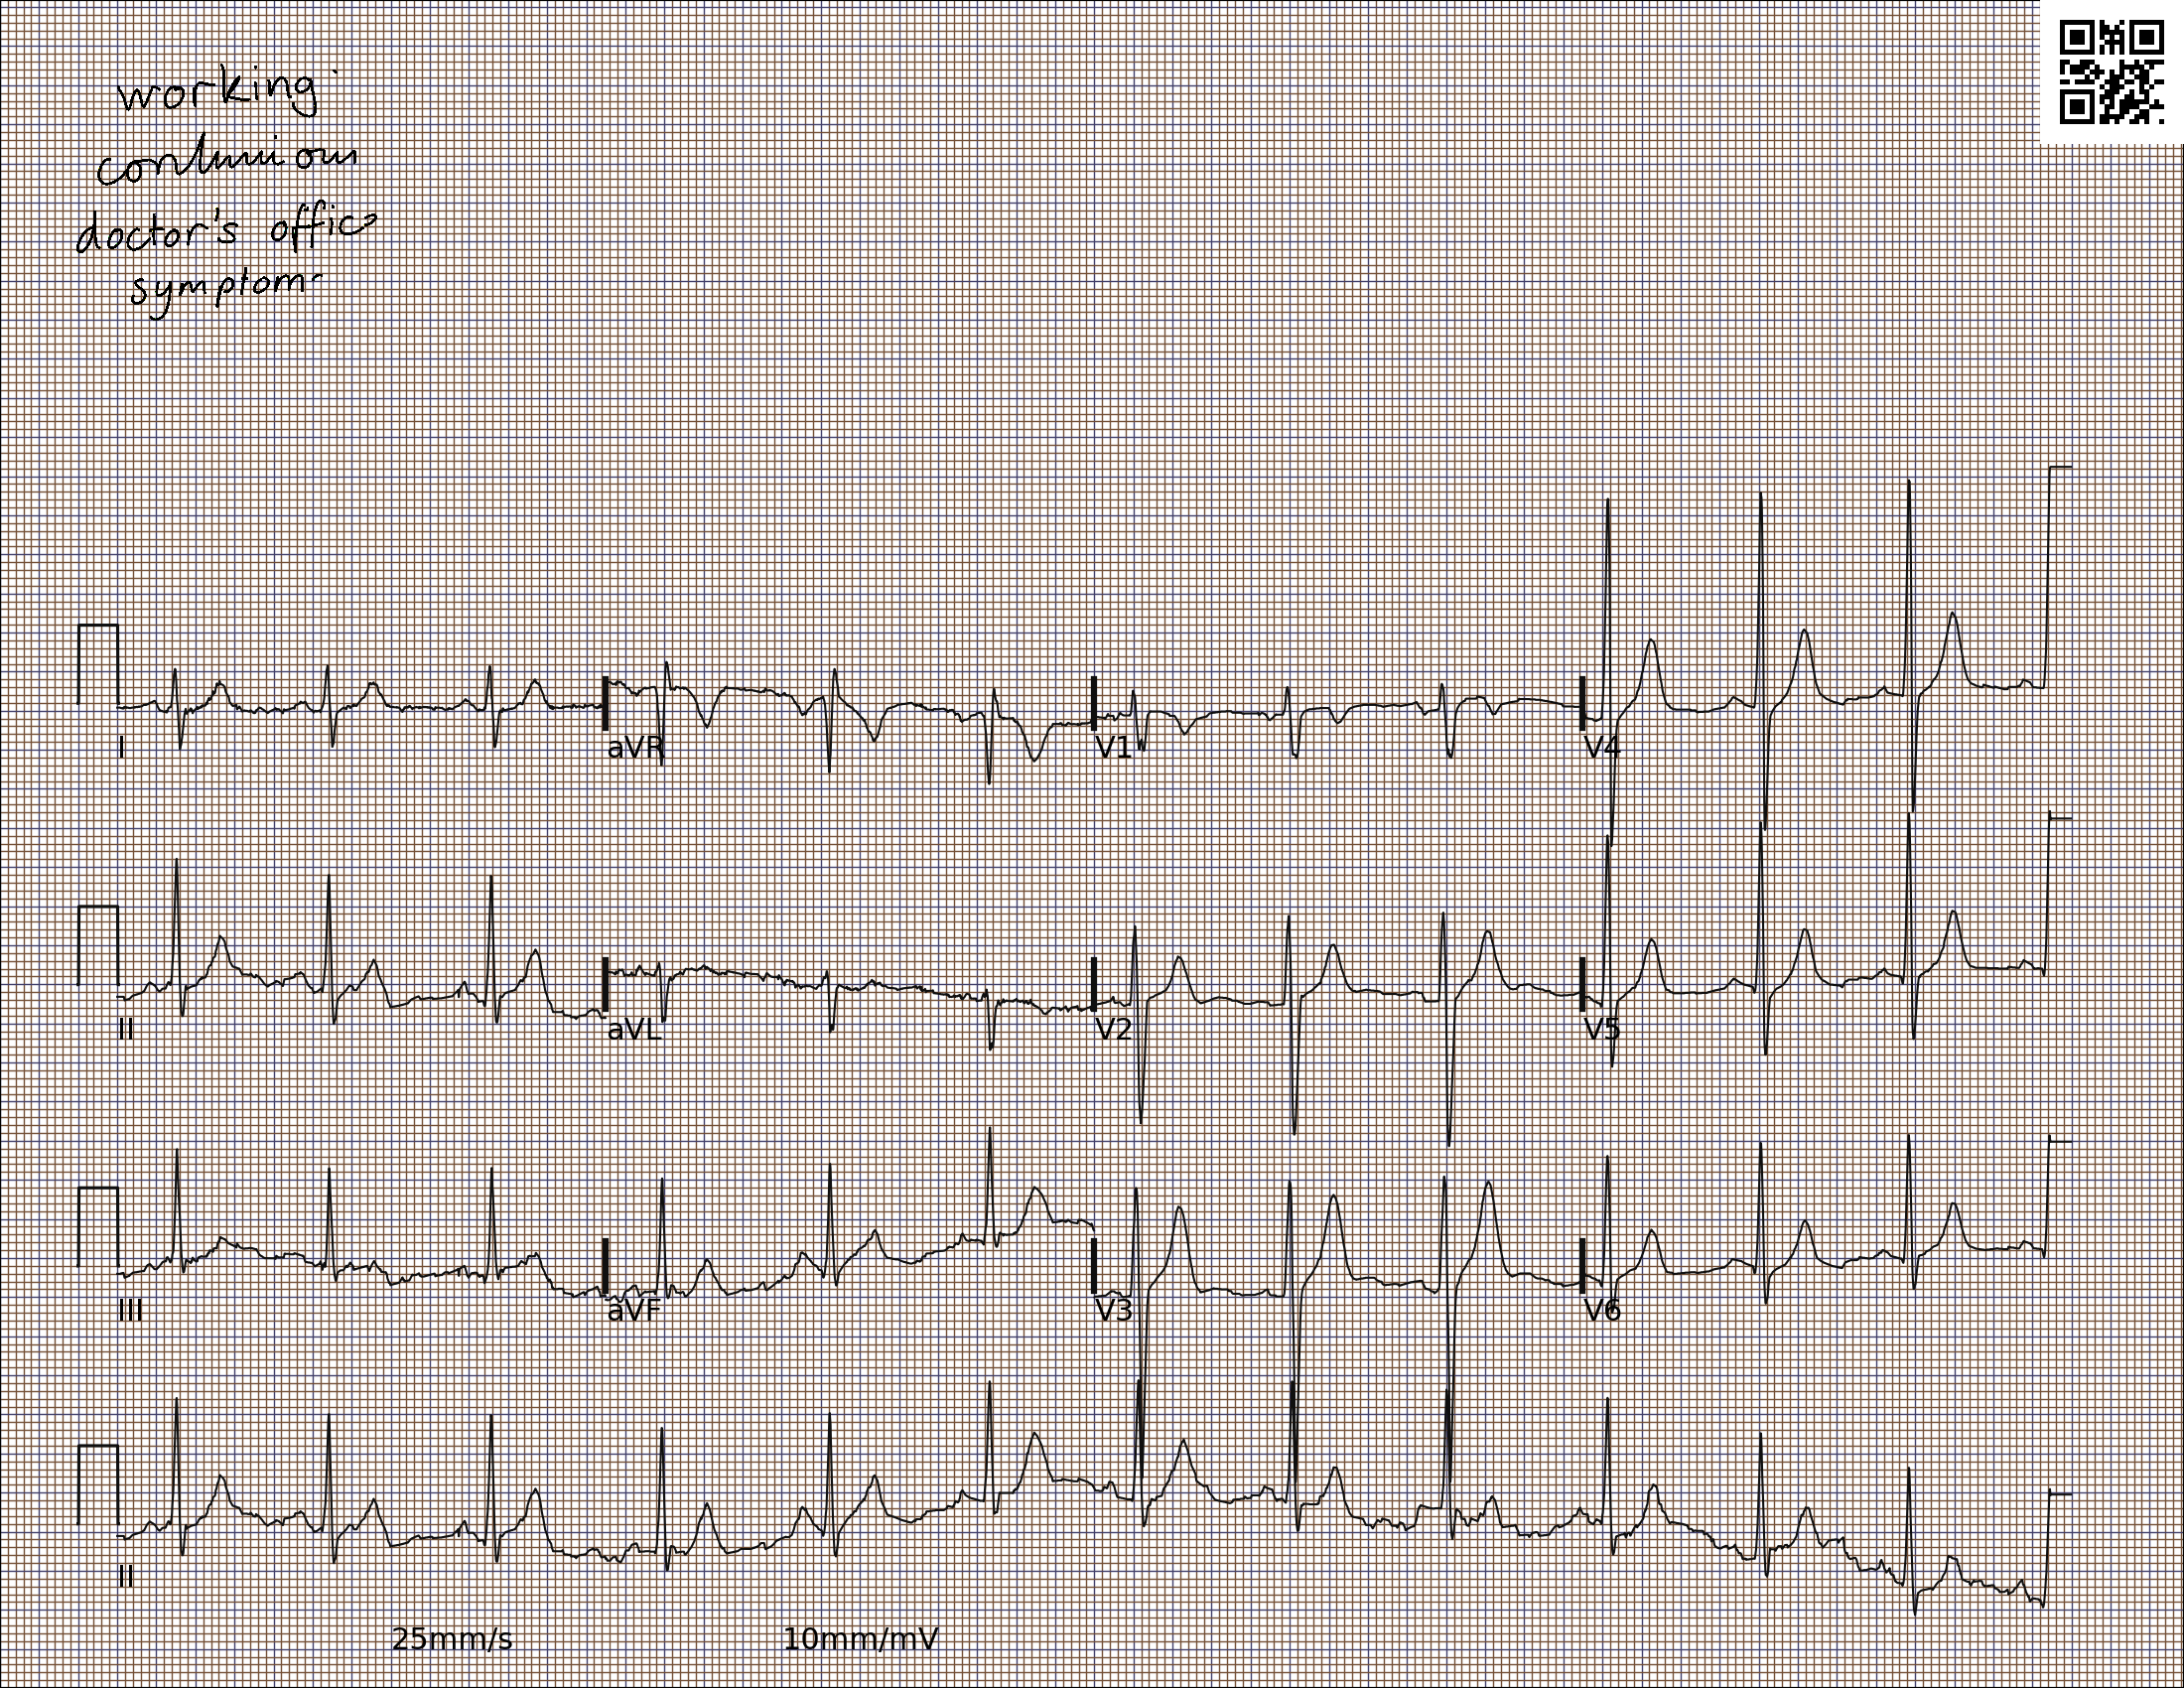 working
doctor's office
symptom
I
aVR
V1
V4
II
aVL
V2
V5
III
aVF
V3
V6
II
25mm/s 10mm/mV